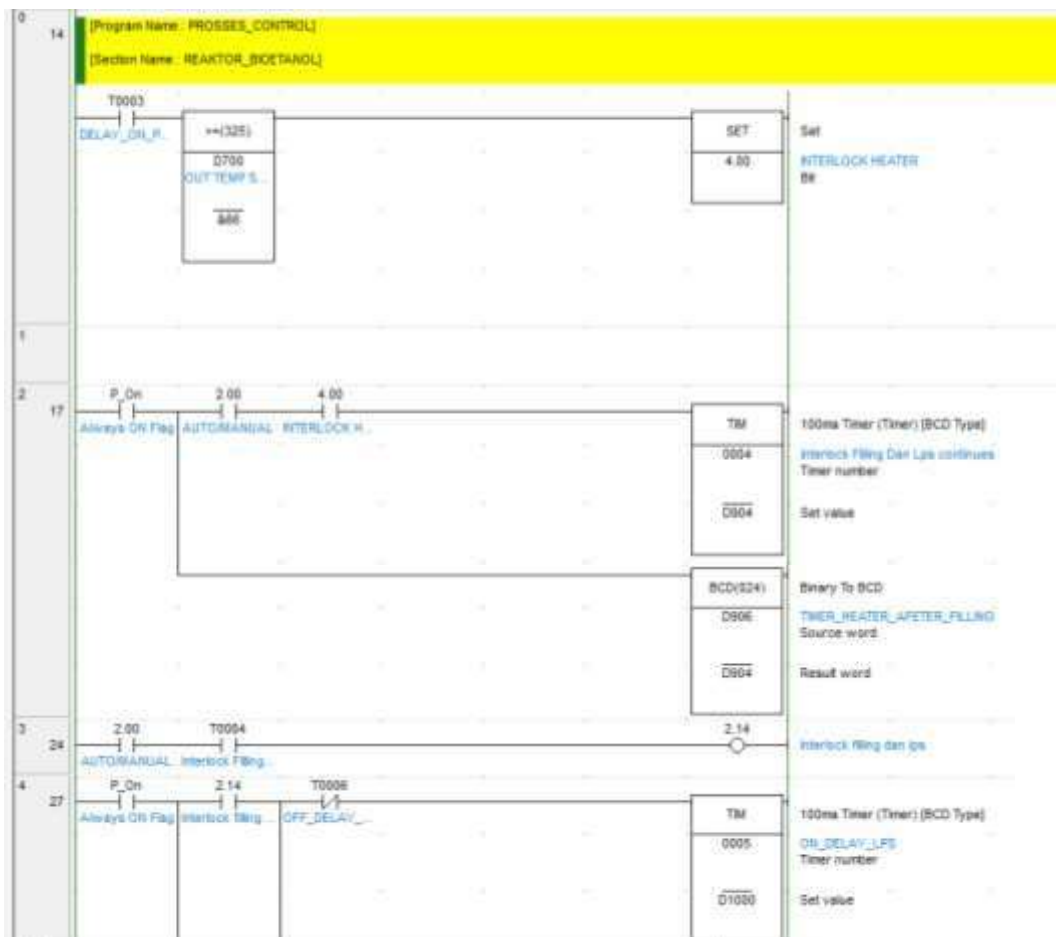 0
14
[Program Name : PROSSES_CONTROL]
[Section Name : REAKTOR_BIOETANOL]
T0003
DELAY_ON_P...
D700
OUT TEMP S...
SET
Set
4.00
INTERLOCK HEATER
Bit
1
2
17
P_On
2.00
4.00
Always ON Flag
AUTO/MANUAL
INTERLOCK H...
TIM
100ms Timer (Timer) [BCD Type]
0004
Interlock Filling Dan Lps continues
Timer number
D904
Set value
Binary To BCD
D906
TIMER_HEATER_AFETER_FILLING
Source word
D904
Result word
3
24
2.00
T0004
2.14
AUTO/MANUAL
Interlock Filling...
Interlock filling dan lps
4
27
P_On
2.14
T0006
Always ON Flag
Interlock filling ...
OFF_DELAY_...
TIM
100ms Timer (Timer) [BCD Type]
0005
ON_DELAY_LPS
Timer number
Set value